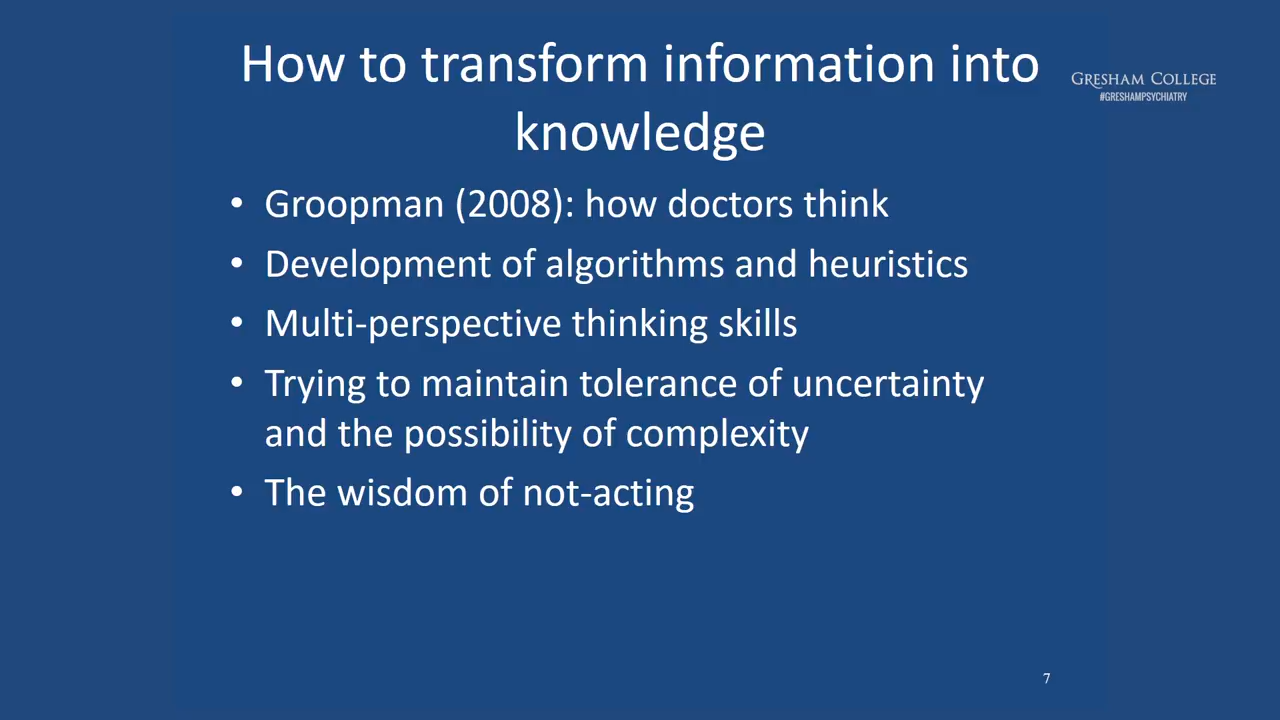 How to transform information into
knowledge
GRESHAM COLLEGE
#GRESHAMPSYCHIATRY
• Groopman (2008): how doctors think
• Development of algorithms and heuristics
• Multi-perspective thinking skills
• Trying to maintain tolerance of uncertainty
and the possibility of complexity
• The wisdom of not-acting
7